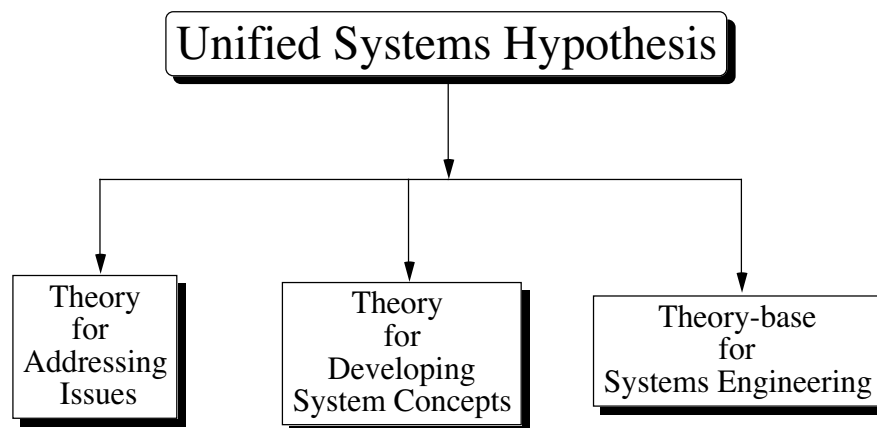 Unified Systems Hypothesis
Theory
for
Addressing
Issues
Theory
for
Developing
System Concepts
Theory-base
for
Systems Engineering